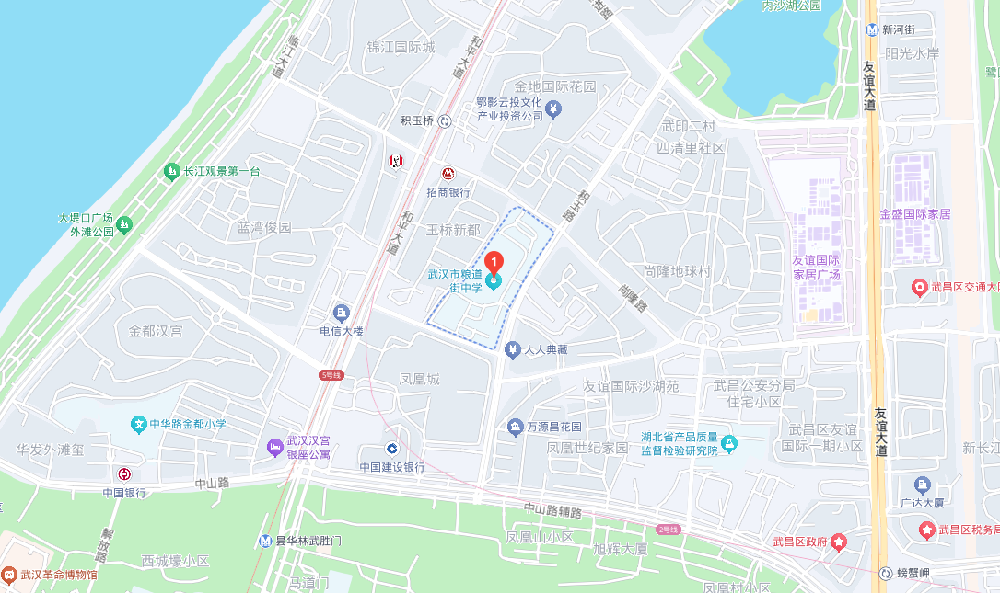 内沙湖公园
新河街
临江大道
锦江国际城
和平大道
阳光水岸
友谊大道
金地国际花园
鄂影云投文化
产业投资公司
积玉桥
武印二村
四清里社区
长江观景第一台
招商银行
积玉路
大堤口广场
外滩公园
蓝湾俊园
和平大道
玉桥新都
金盛国际家居
友谊国际
家居广场
1
武汉市粮道
街中学
尚隆地球村
尚隆路
武昌区交通大
金都汉宫
电信大楼
人人典藏
5号线
凤凰城
友谊国际沙湖苑
武昌公安分局
住宅小区
中华路金都小学
万源昌花园
武昌区友谊
国际一期小区
友谊大道
华发外滩玺
武汉汉宫
银座公寓
凤凰世纪家园
湖北省产品质量
监督检验研究院
新长江
中国建设银行
中国银行
中山路
中山路辅路
广达大厦
2号线
解放路
昙华林武胜门
凤凰山小区
旭辉大厦
武昌区政府
武昌区税务局
西城壕小区
武汉革命博物馆
马道门
凤凰村小区
螃蟹岬